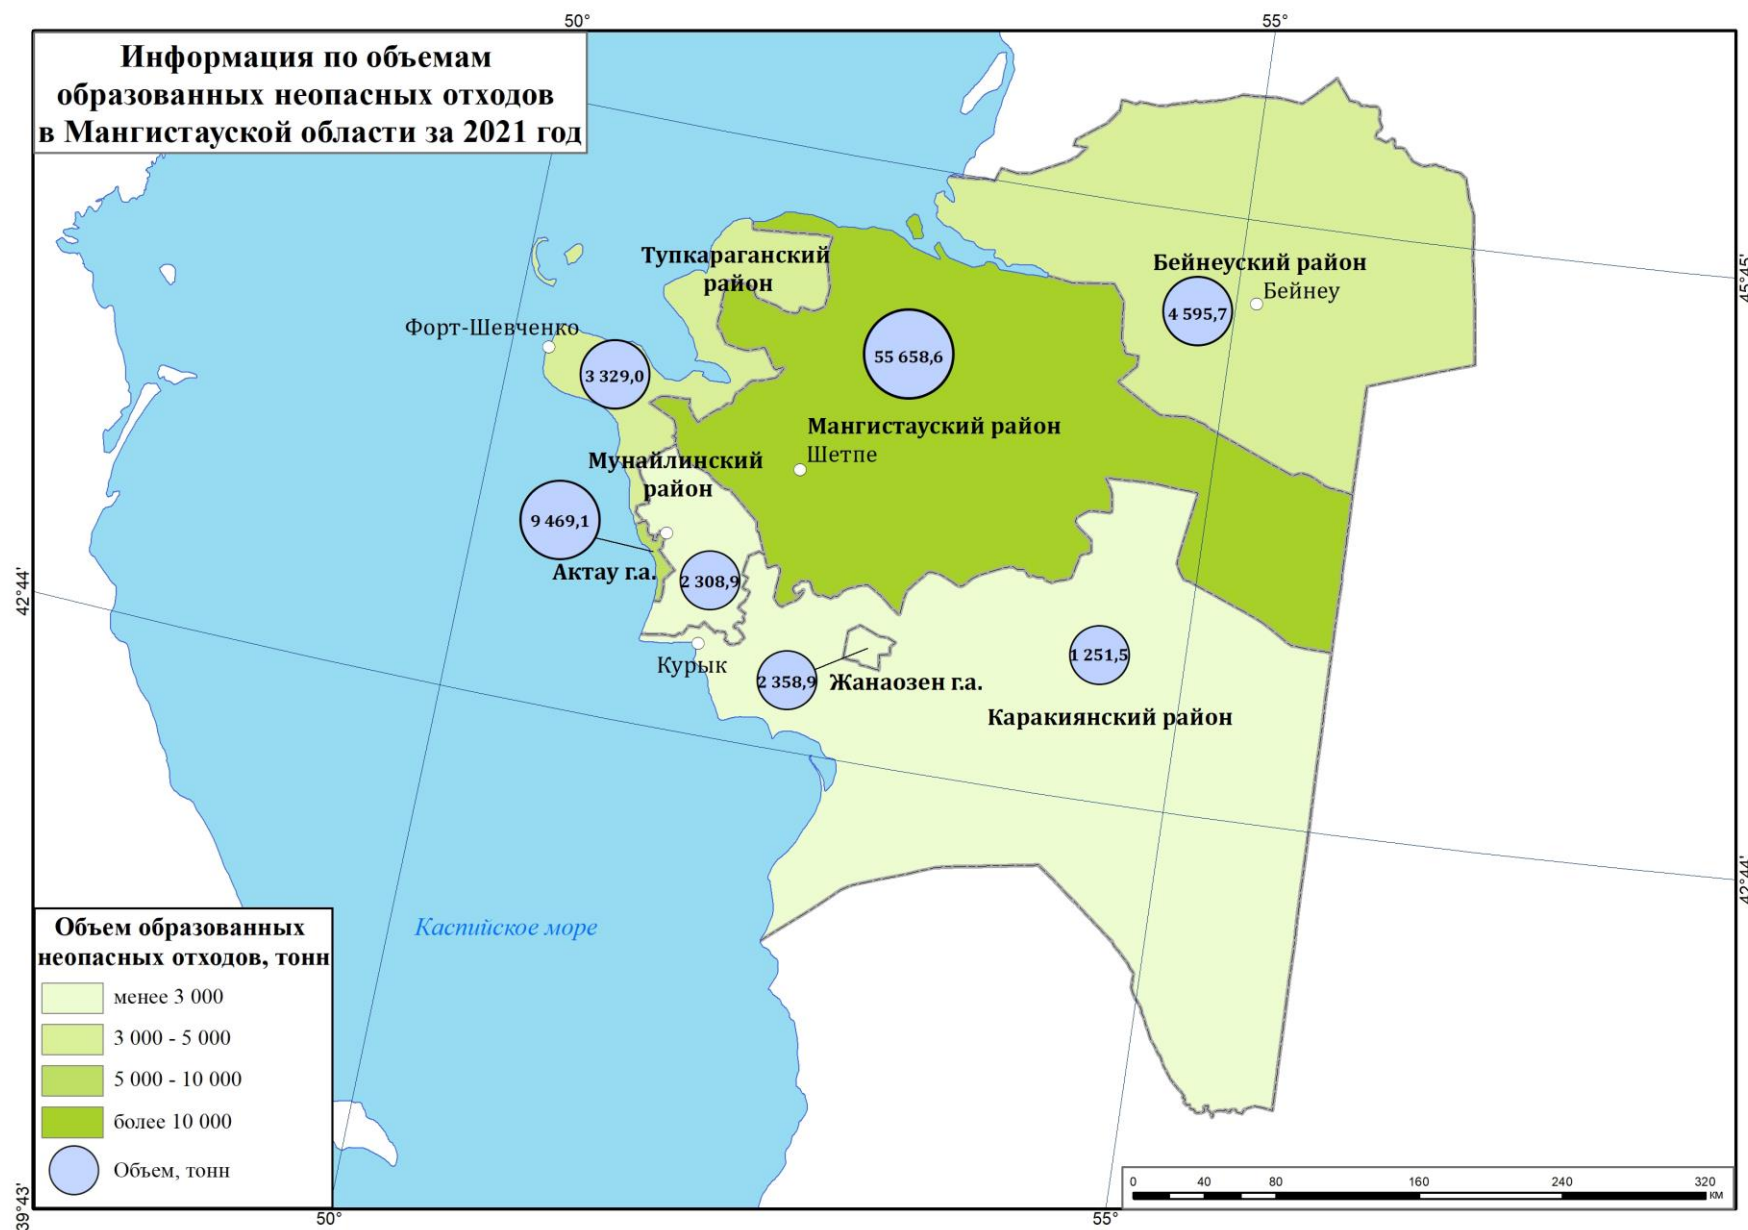 50°
55°
Информация по объемам
образованных неопасных отходов
в Мангистауской области за 2021 год
Тупкараганский
район
Бейнеуский район
Бейнеу
4 595,7
45°45'
Форт-Шевченко
3 329,0
55 658,6
Мангистауский район
Шетпе
Мунайлинский
район
9 469,1
Актау г.а.
2 308,9
42°44'
Курык
2 358,9
Жанаозен г.а.
1 251,5
Каракиянский район
42°44'
Каспийское море
Объем образованных
неопасных отходов, тонн
менее 3 000
3 000 - 5 000
5 000 - 10 000
более 10 000
Объем, тонн
39°43'
0 40 80 160 240 320
км
50°
55°